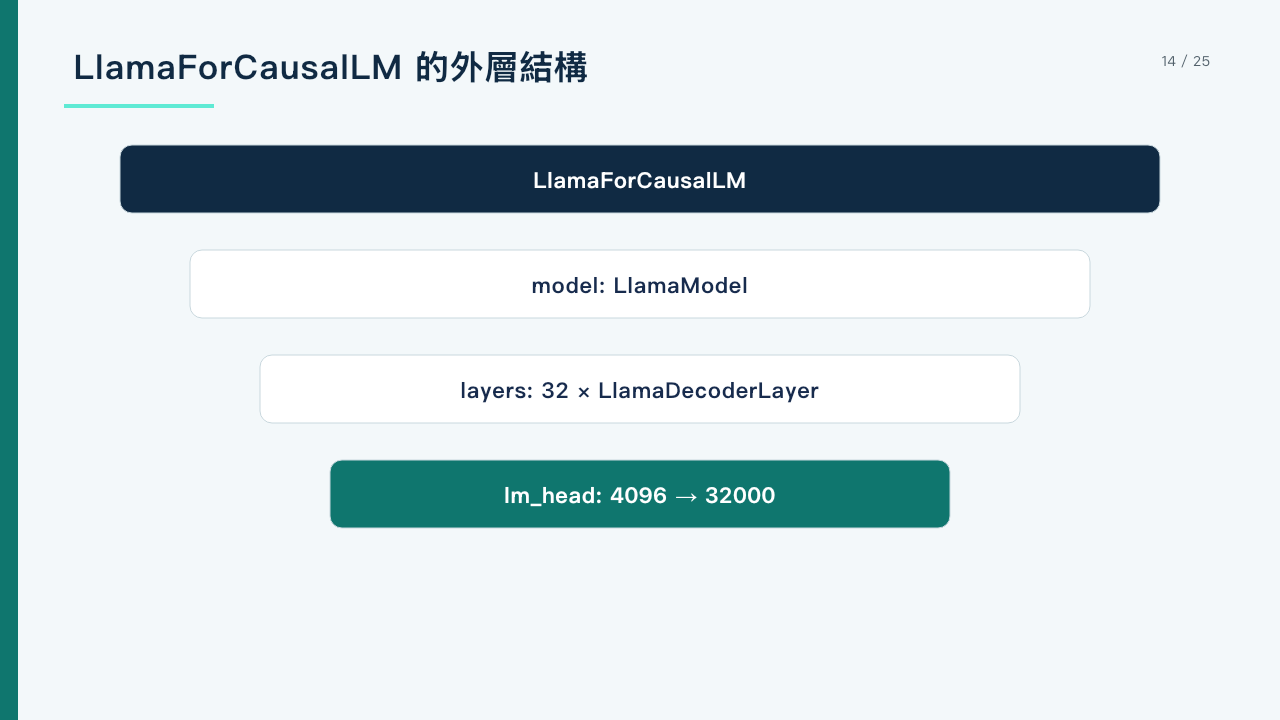 LlamaForCausalLM 的外層結構
14 / 25
LlamaForCausalLM
model: LlamaModel
layers: 32 × LlamaDecoderLayer
lm_head: 4096 → 32000